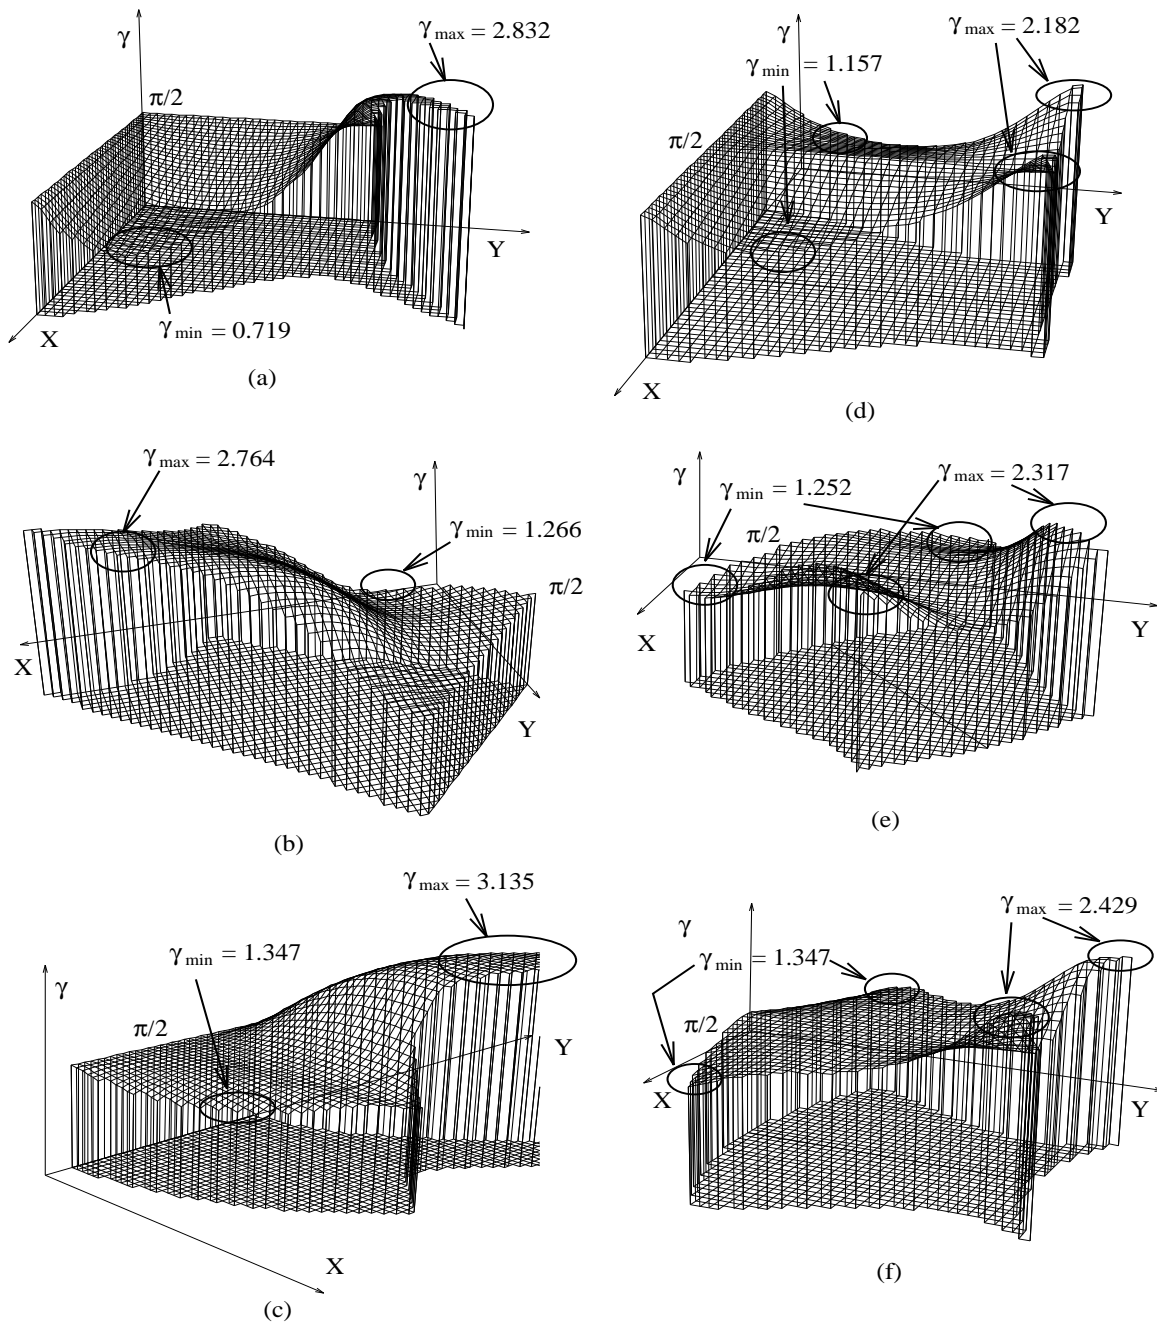 γ
γmax = 2.832
π/2
Y
X
γmin = 0.719
(a)
γ
γmax = 2.182
γmin = 1.157
π/2
Y
X
(d)
γmax = 2.764
γ
γmin = 1.266
π/2
X
Y
(b)
γ
γmin = 1.252
γmax = 2.317
π/2
X
Y
(e)
γmax = 3.135
γmin = 1.347
γ
π/2
Y
X
(c)
γmax = 2.429
γ
γmin = 1.347
π/2
X
Y
(f)